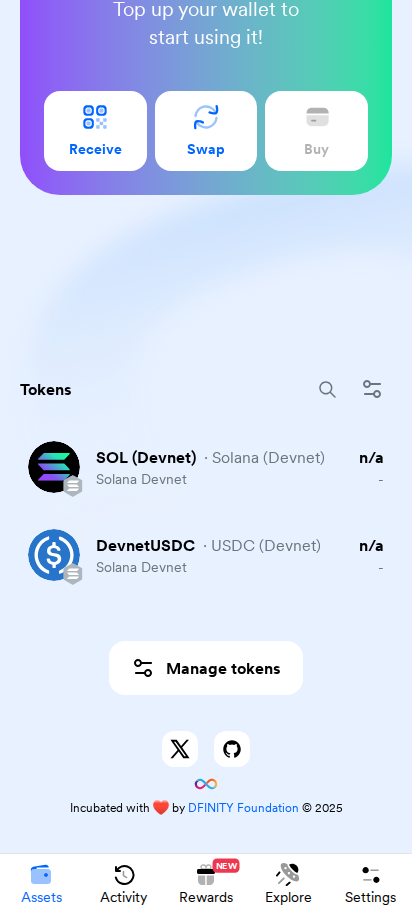 Top up your wallet to
start using it!
Receive
Swap
Buy
Tokens
SOL (Devnet) · Solana (Devnet) n/a
Solana Devnet -
DevnetUSDC · USDC (Devnet) n/a
Solana Devnet -
Manage tokens
Incubated with ❤️ by DFINITY Foundation © 2025
NEW
Assets
Activity
Rewards
Explore
Settings